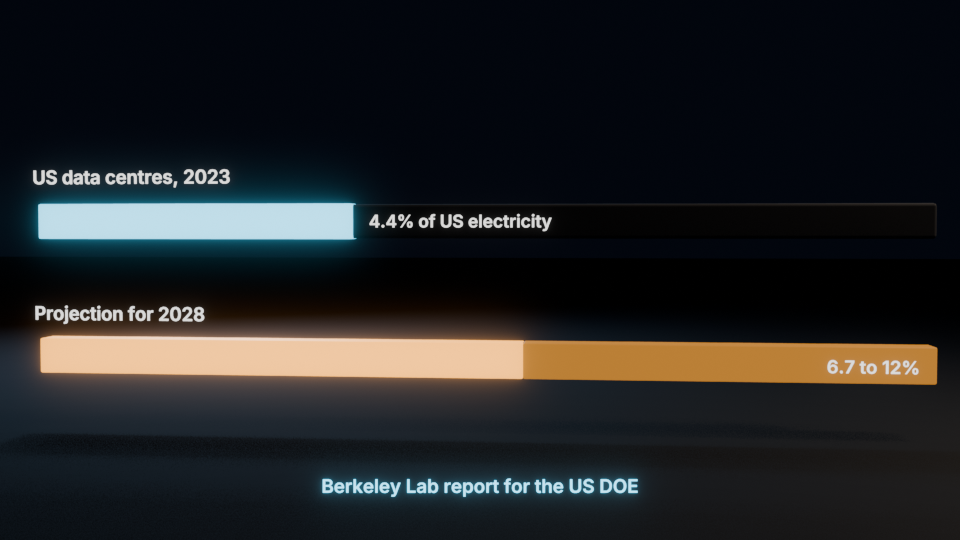 US data centres, 2023
4.4% of US electricity
Projection for 2028
6.7 to 12%
Berkeley Lab report for the US DOE